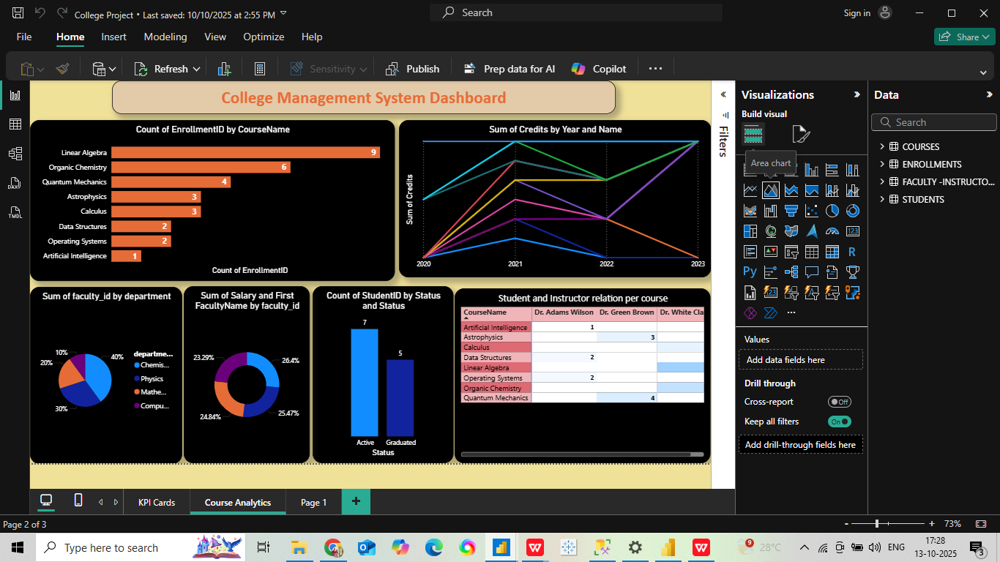 College Project • Last saved: 10/10/2025 at 2:55 PM
Search
Sign in
File Home Insert Modeling View Optimize Help
Share
Refresh
Sensitivity
Publish
Prep data for AI
Copilot
College Management System Dashboard
Count of EnrollmentID by CourseName
Linear Algebra 9
Organic Chemistry 6
Quantum Mechanics 4
Astrophysics 3
Calculus 3
Data Structures 2
Operating Systems 2
Artificial Intelligence 1
Count of EnrollmentID
Sum of Credits by Year and Name
Sum of Credits
2020 2021 2022 2023
Sum of faculty_id by department
10%
40%
20%
30%
departme...
Chemis...
Physics
Mathe...
Compu...
Sum of Salary and First
FacultyName by faculty_id
23.29%
26.4%
24.84%
25.47%
Count of StudentID by Status
and Status
7
5
Active Graduated
Status
Student and Instructor relation per course
CourseName Dr. Adams Wilson Dr. Green Brown Dr. White Cla
Artificial Intelligence 1
Astrophysics 3
Calculus
Data Structures 2
Linear Algebra
Operating Systems 2
Organic Chemistry
Quantum Mechanics 4
Filters
Visualizations
Build visual
Area chart
123
R
Py
123
Values
Add data fields here
Drill through
Cross-report Off
Keep all filters On
Add drill-through fields here
Data
Search
COURSES
ENROLLMENTS
FACULTY -INSTRUCTO...
STUDENTS
DAX
TMDL
KPI Cards Course Analytics Page 1 +
Page 2 of 3
- + 73%
Type here to search
W
W
9
28°C
ENG
17:28
13-10-2025
3